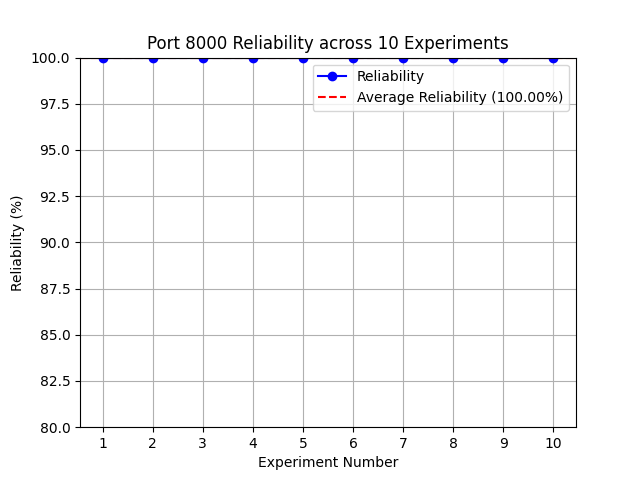 Port 8000 Reliability across 10 Experiments
100.0
97.5
95.0
92.5
90.0
87.5
85.0
82.5
80.0
Reliability (%)
Reliability
Average Reliability (100.00%)
1 2 3 4 5 6 7 8 9 10
Experiment Number